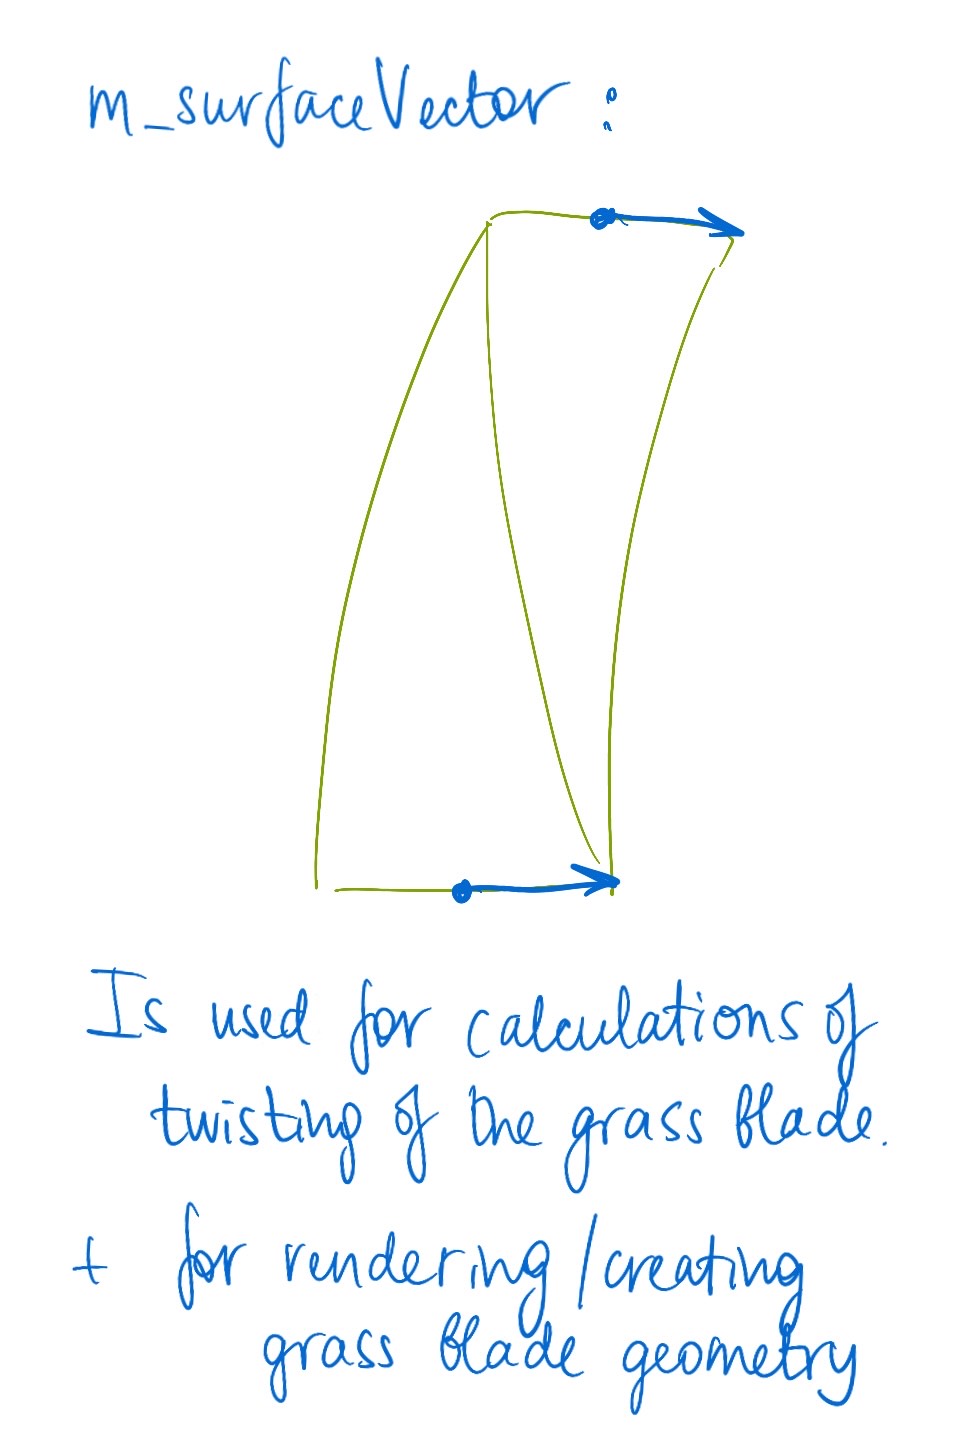 m_surfaceVector :
Is used for calculations of
twisting of the grass blade.
+ for rendering/creating
grass blade geometry